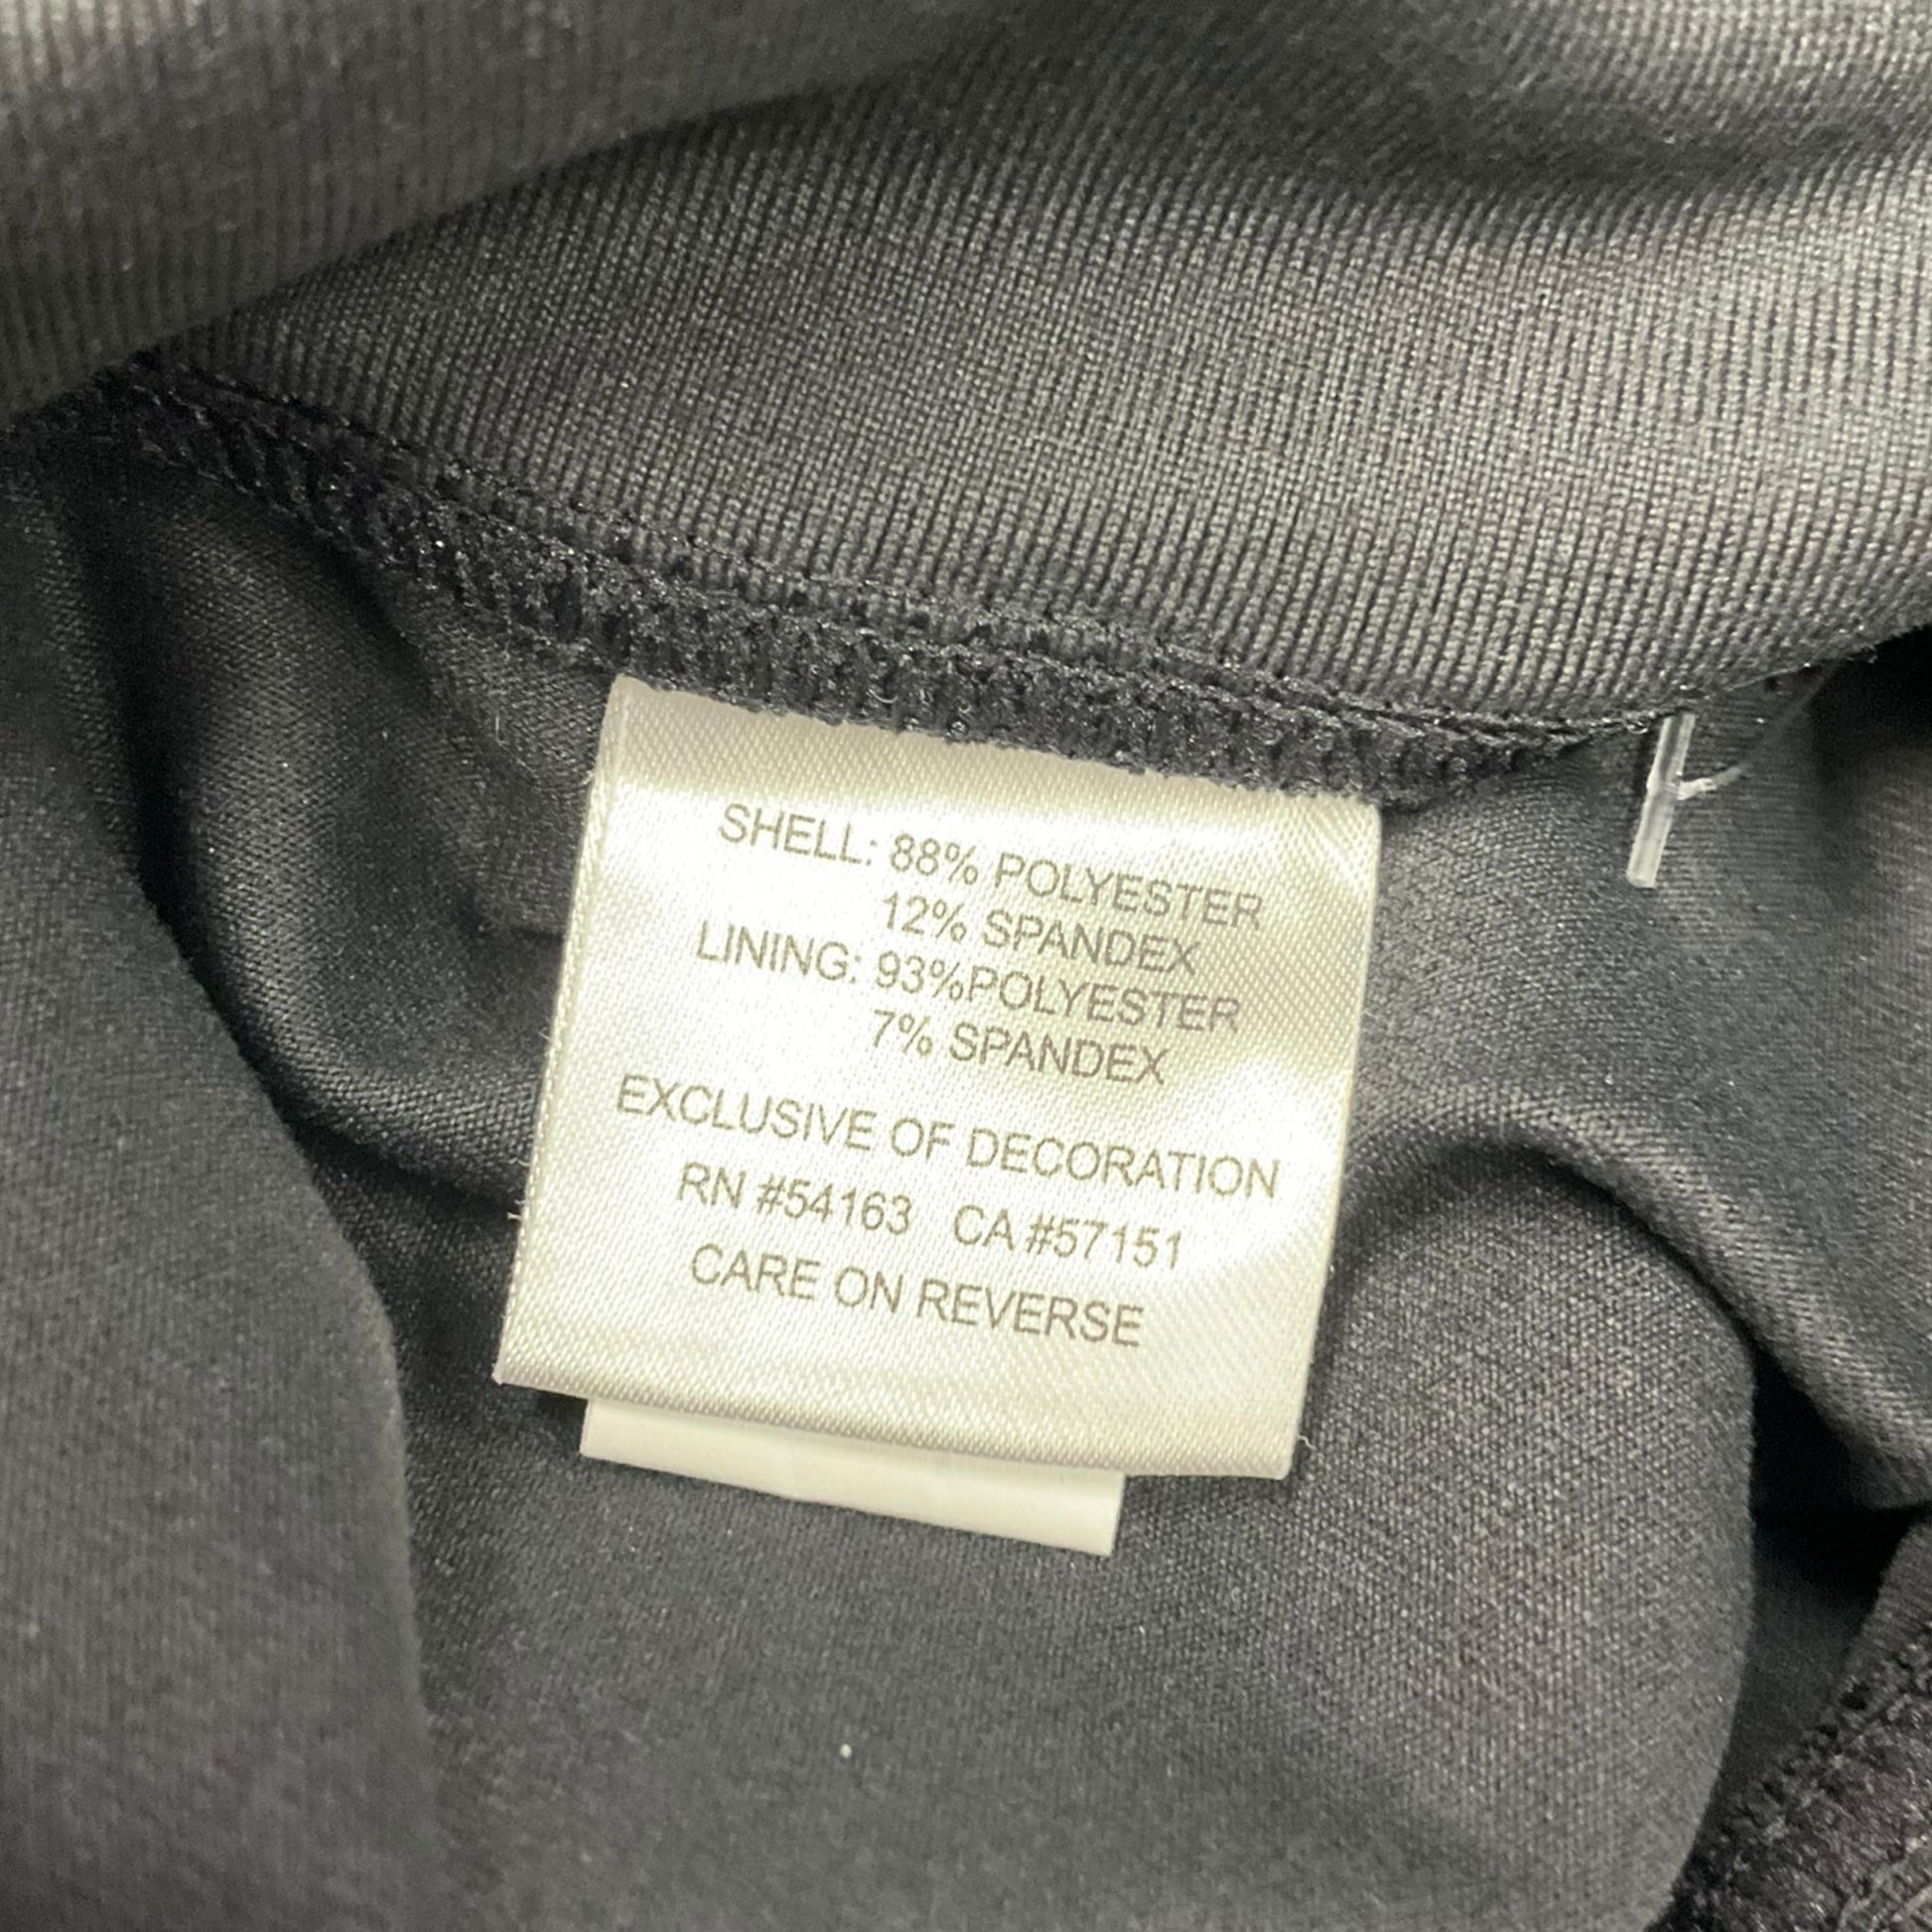 SHELL: 88% POLYESTER
12% SPANDEX
LINING: 93%POLYESTER
7% SPANDEX
EXCLUSIVE OF DECORATION
RN #54163 CA #57151
CARE ON REVERSE